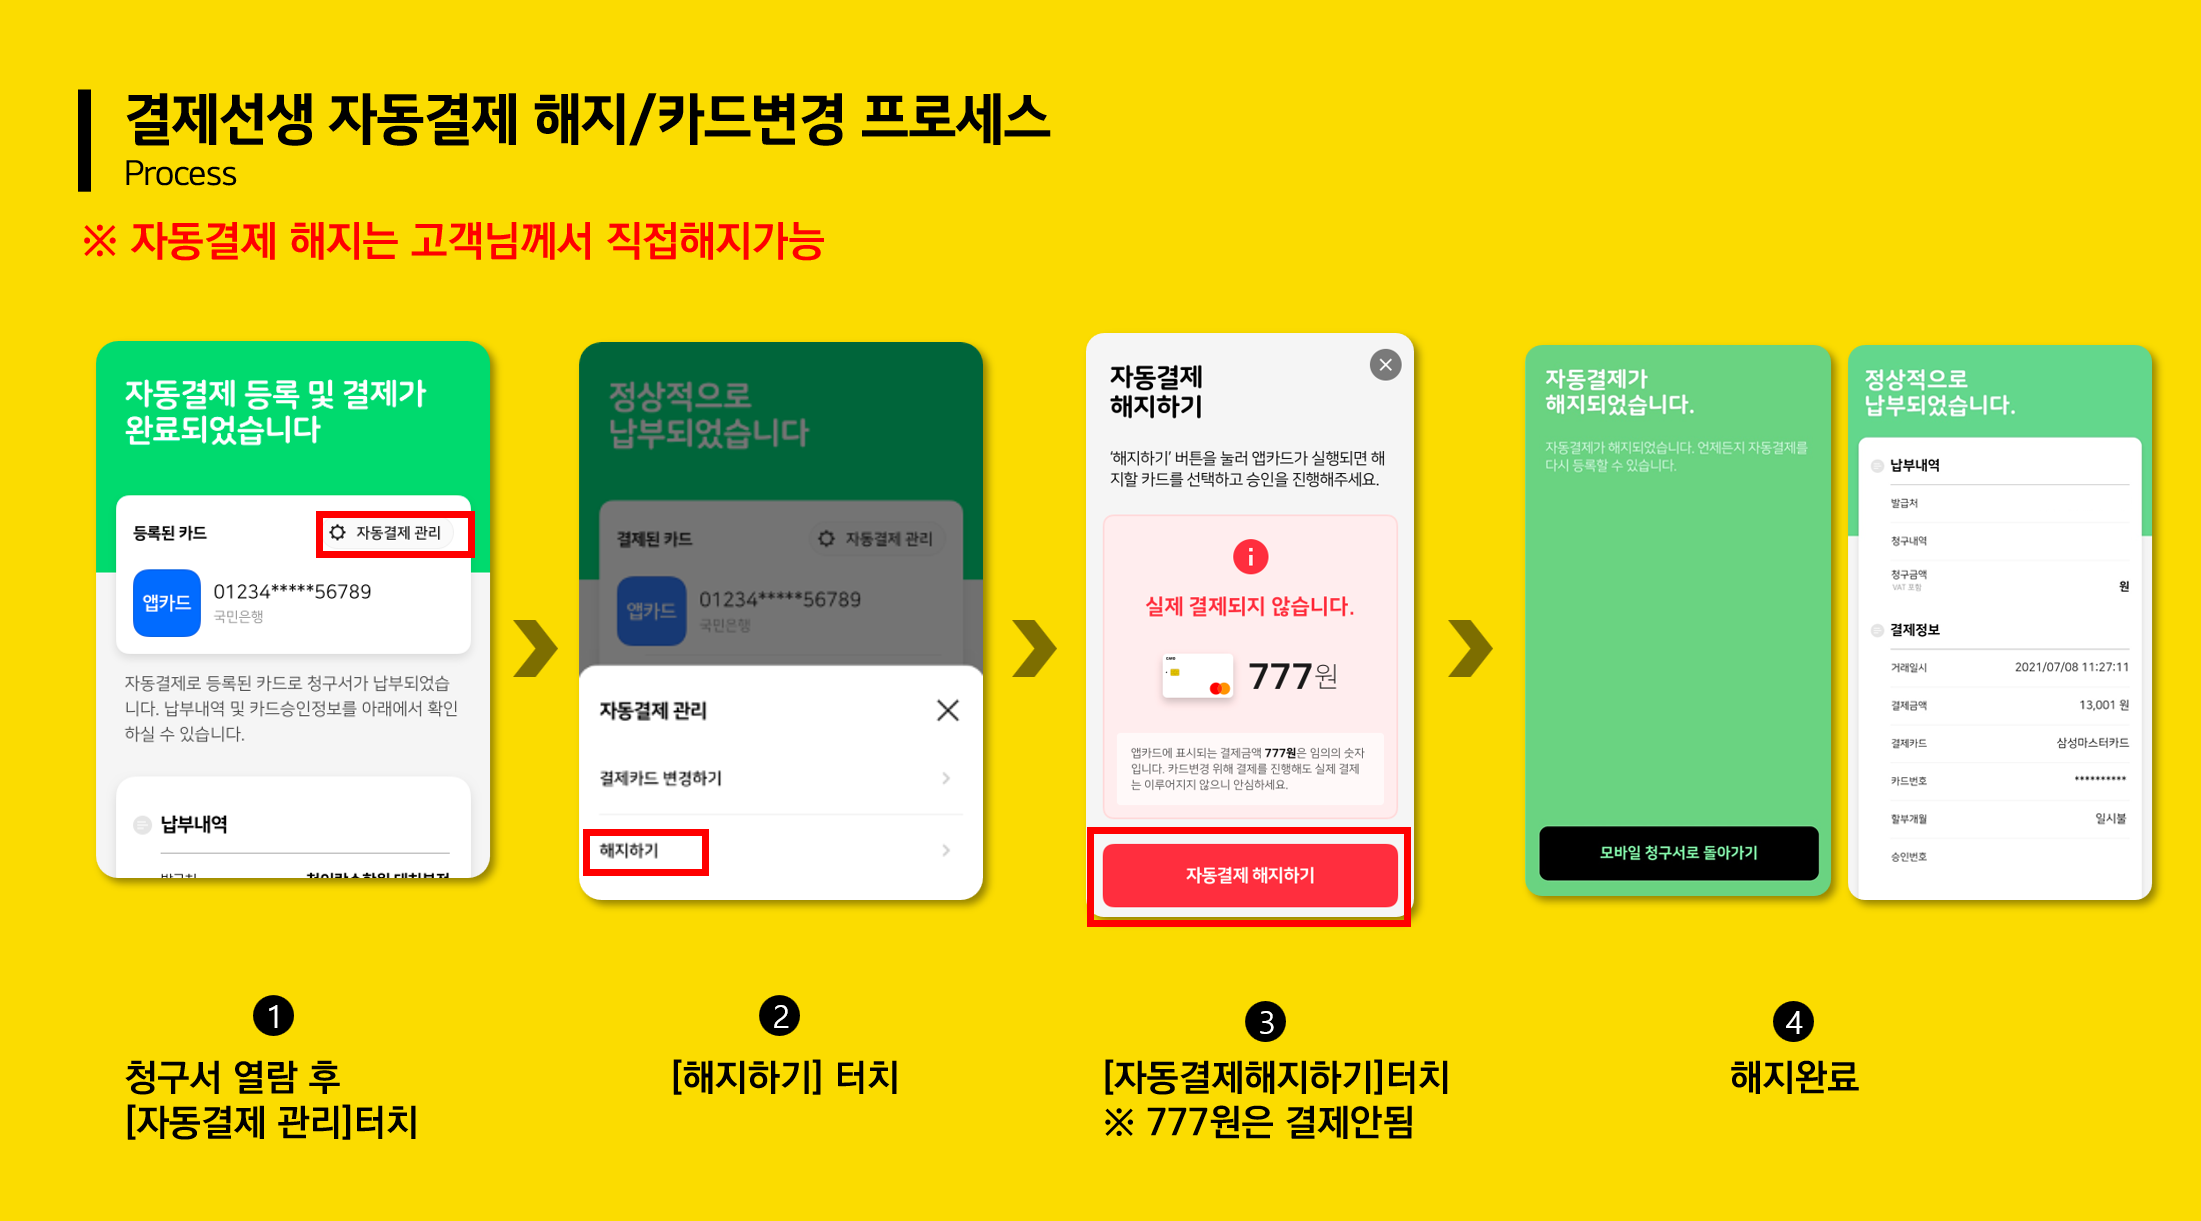 결제선생 자동결제 해지/카드변경 프로세스
Process
※ 자동결제 해지는 고객님께서 직접해지가능
자동결제 등록 및 결제가
완료되었습니다
등록된 카드
자동결제 관리
앱카드
01234*****56789
국민은행
자동결제로 등록된 카드로 청구서가 납부되었습
니다. 납부내역 및 카드승인정보를 아래에서 확인
하실 수 있습니다.
납부내역
정상적으로
납부되었습니다
결제된 카드
자동결제 관리
앱카드
01234*****56789
국민은행
자동결제 관리
결제카드 변경하기
해지하기
자동결제
해지하기
‘해지하기’ 버튼을 눌러 앱카드가 실행되면 해
지할 카드를 선택하고 승인을 진행해주세요.
실제 결제되지 않습니다.
CARD
777원
앱카드에 표시되는 결제금액 777원은 임의의 숫자
입니다. 카드변경 위해 결제를 진행해도 실제 결제
는 이루어지지 않으니 안심하세요.
자동결제 해지하기
자동결제가
해지되었습니다.
자동결제가 해지되었습니다. 언제든지 자동결제를
다시 등록할 수 있습니다.
모바일 청구서로 돌아가기
정상적으로
납부되었습니다.
납부내역
발급처
청구내역
청구금액
VAT 포함
원
결제정보
거래일시 2021/07/08 11:27:11
결제금액 13,001 원
결제카드 삼성마스터카드
카드번호 **********
할부개월 일시불
승인번호
1
청구서 열람 후
[자동결제 관리]터치
2
[해지하기] 터치
3
[자동결제해지하기]터치
※ 777원은 결제안됨
4
해지완료